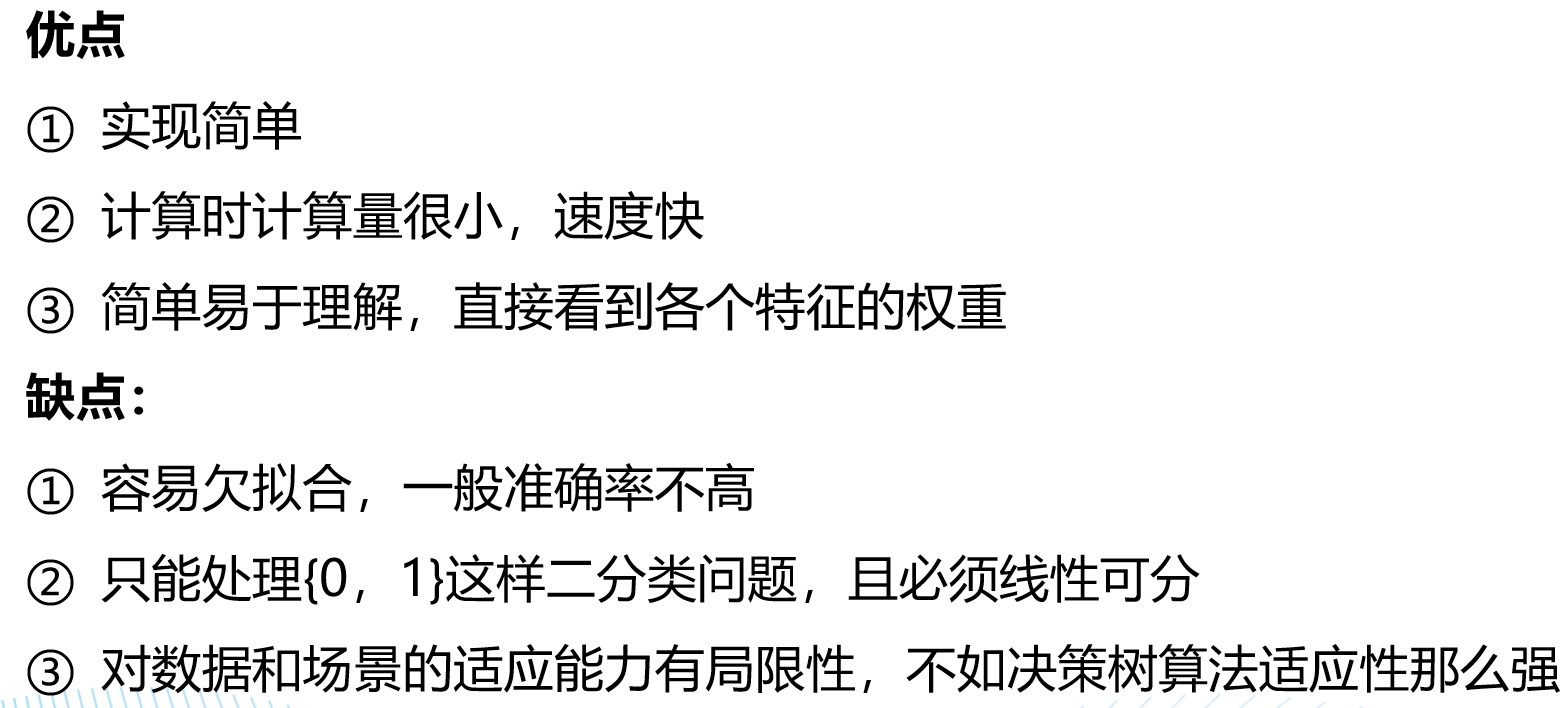 优点
① 实现简单
② 计算时计算量很小，速度快
③ 简单易于理解，直接看到各个特征的权重
缺点：
① 容易欠拟合，一般准确率不高
② 只能处理{0，1}这样二分类问题，且必须线性可分
③ 对数据和场景的适应能力有局限性，不如决策树算法适应性那么强